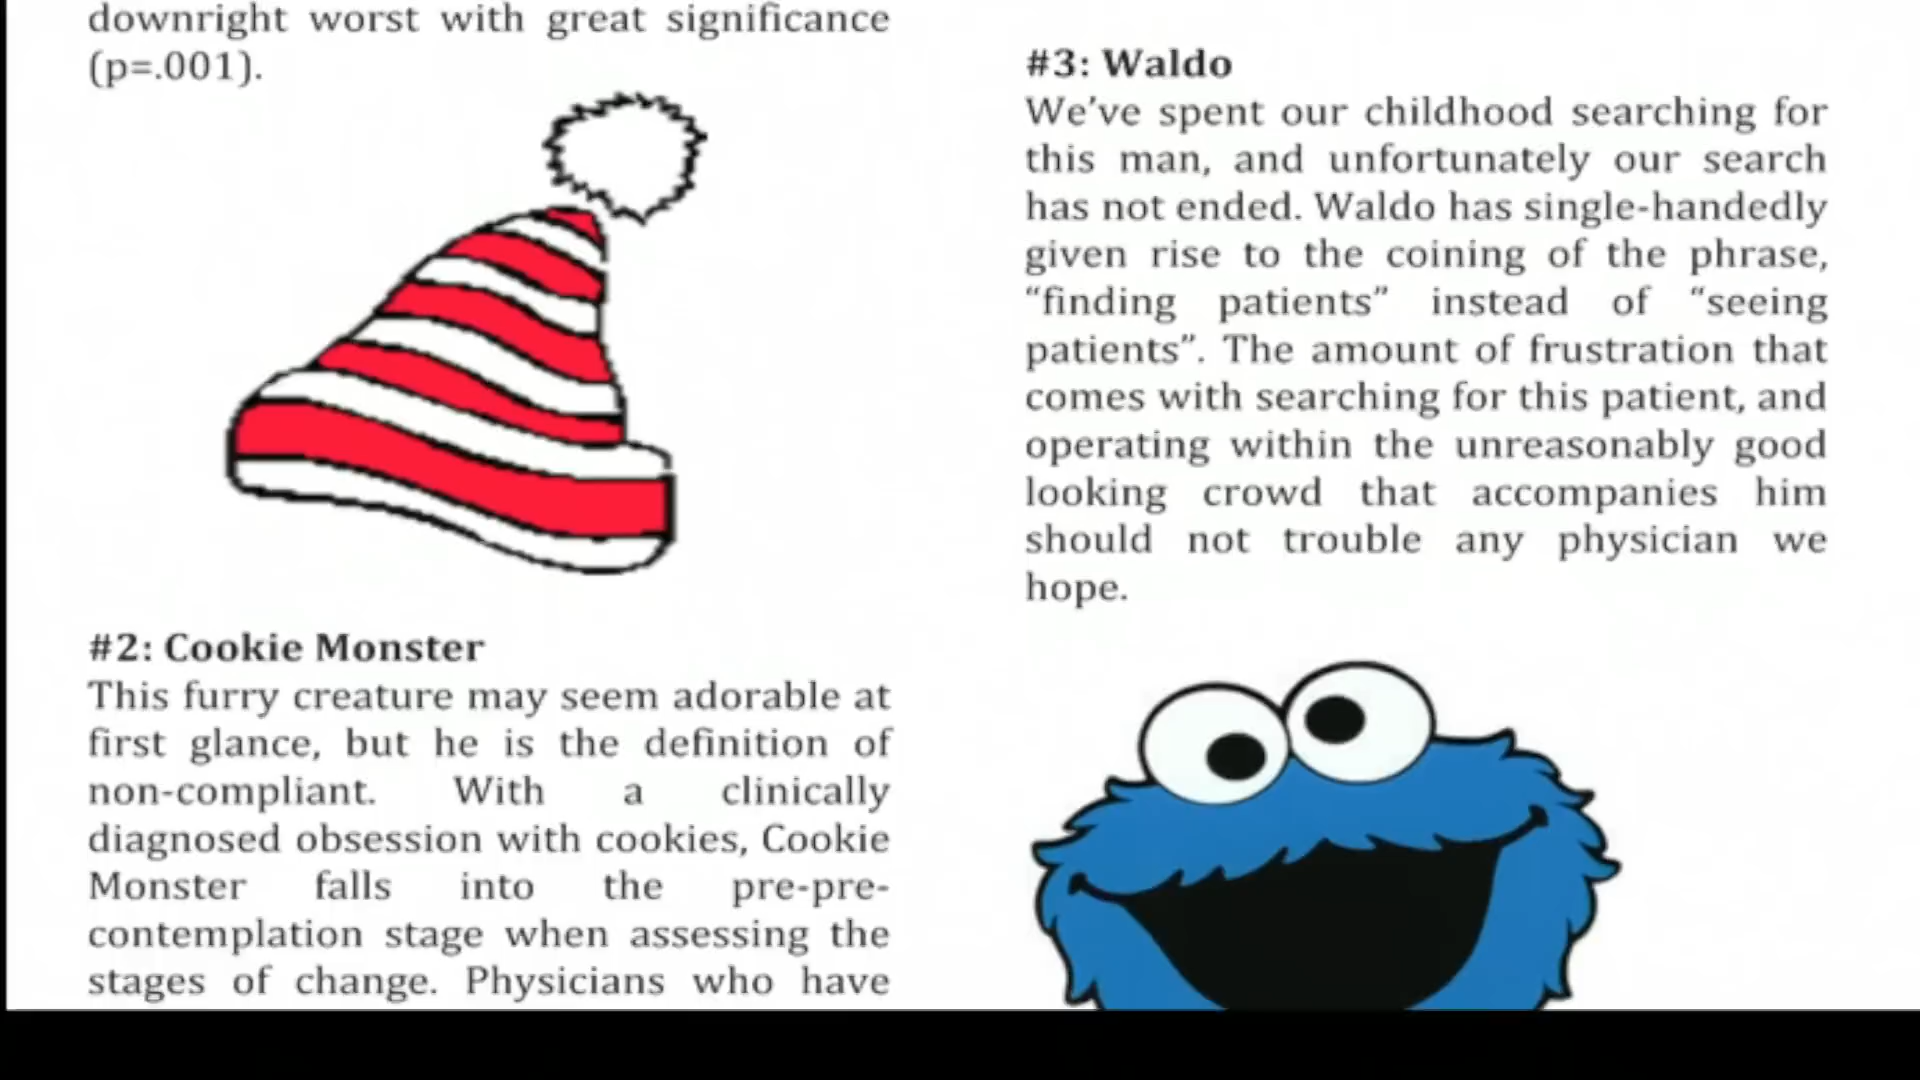 downright worst with great significance
(p=.001).
#2: Cookie Monster
This furry creature may seem adorable at
first glance, but he is the definition of
non-compliant. With a clinically
diagnosed obsession with cookies, Cookie
Monster falls into the pre-pre-
contemplation stage when assessing the
stages of change. Physicians who have
#3: Waldo
We’ve spent our childhood searching for
this man, and unfortunately our search
has not ended. Waldo has single-handedly
given rise to the coining of the phrase,
“finding patients” instead of “seeing
patients”. The amount of frustration that
comes with searching for this patient, and
operating within the unreasonably good
looking crowd that accompanies him
should not trouble any physician we
hope.